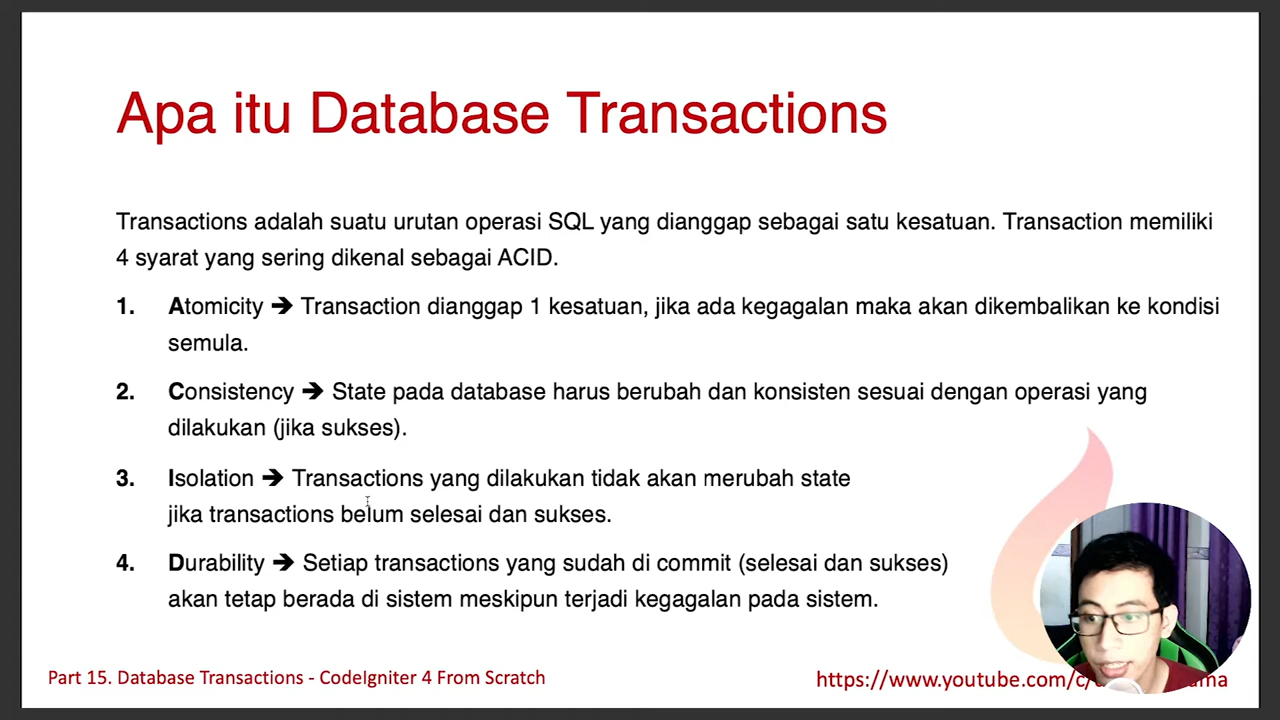 Apa itu Database Transactions
Transactions adalah suatu urutan operasi SQL yang dianggap sebagai satu kesatuan. Transaction memiliki
4 syarat yang sering dikenal sebagai ACID.
1. Atomicity ➔ Transaction dianggap 1 kesatuan, jika ada kegagalan maka akan dikembalikan ke kondisi
semula.
2. Consistency ➔ State pada database harus berubah dan konsisten sesuai dengan operasi yang
dilakukan (jika sukses).
3. Isolation ➔ Transactions yang dilakukan tidak akan merubah state
jika transactions belum selesai dan sukses.
4. Durability ➔ Setiap transactions yang sudah di commit (selesai dan sukses)
akan tetap berada di sistem meskipun terjadi kegagalan pada sistem.
Part 15. Database Transactions - CodeIgniter 4 From Scratch
https://www.youtube.com/c/